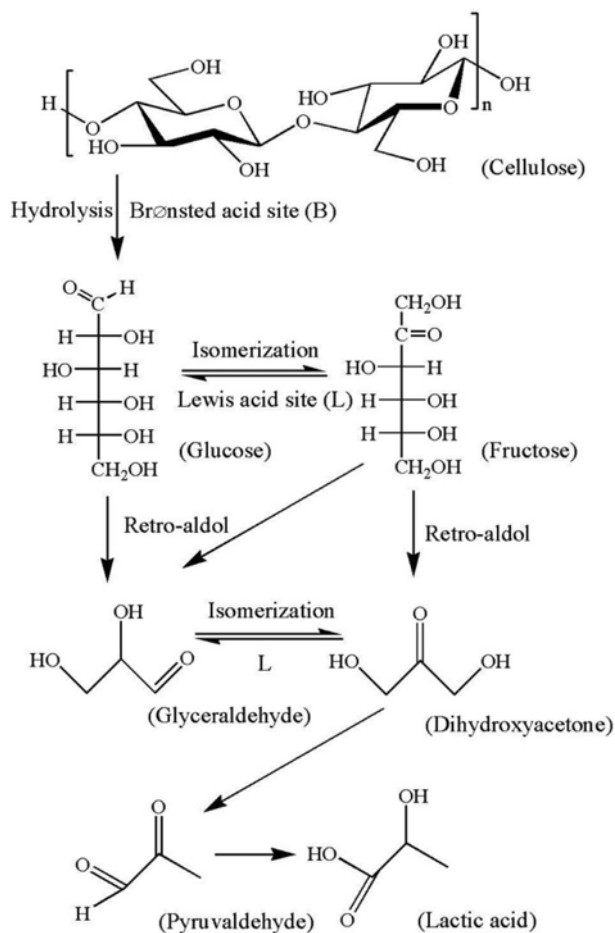 OH
OH
OH
H
O
O
HO
OH
O
HO
O
OH
n
OH
(Cellulose)
Hydrolysis
Brønsted acid site (B)
O
H
C
H
OH
HO
H
H
OH
H
OH
CH2OH
(Glucose)
Isomerization
Lewis acid site (L)
CH2OH
C=O
HO
H
H
OH
H
OH
CH2OH
(Fructose)
Retro-aldol
Retro-aldol
OH
HO
O
(Glyceraldehyde)
Isomerization
L
O
HO
OH
(Dihydroxyacetone)
O
O
H
(Pyruvaldehyde)
OH
HO
O
(Lactic acid)